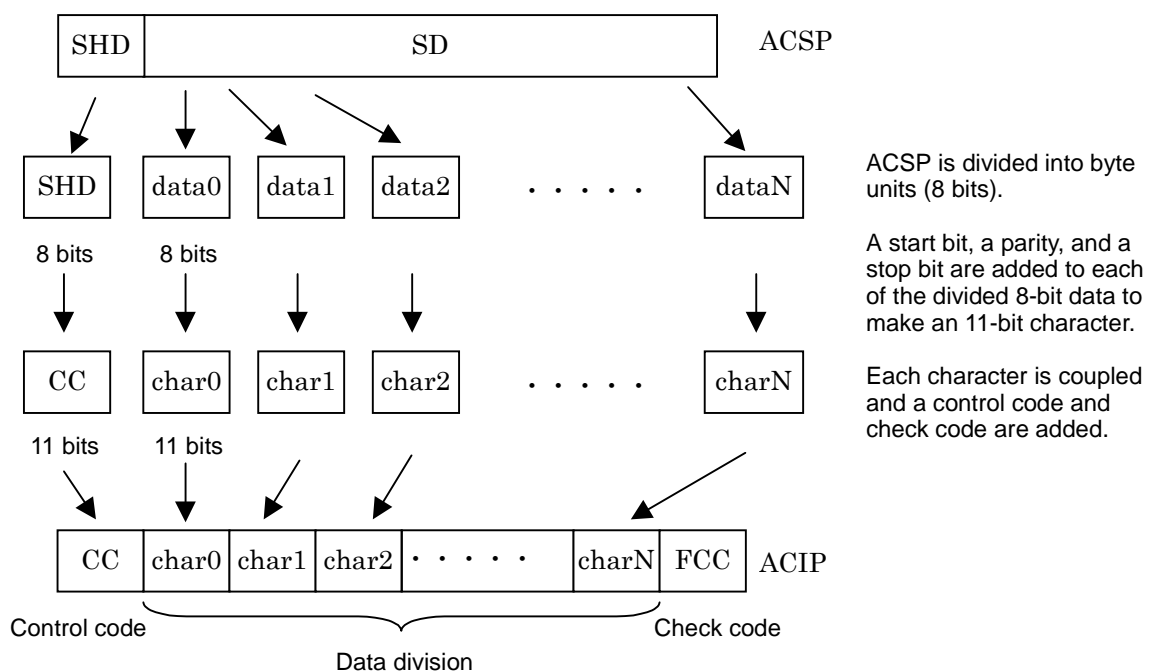 SHD SD ACSP
SHD data0 data1 data2 . . . . . dataN
8 bits 8 bits
CC char0 char1 char2 . . . . . charN
11 bits 11 bits
CC char0 char1 char2 . . . . . charN FCC ACIP
Control code Check code
Data division
ACSP is divided into byte
units (8 bits).
A start bit, a parity, and a
stop bit are added to each
of the divided 8-bit data to
make an 11-bit character.
Each character is coupled
and a control code and
check code are added.